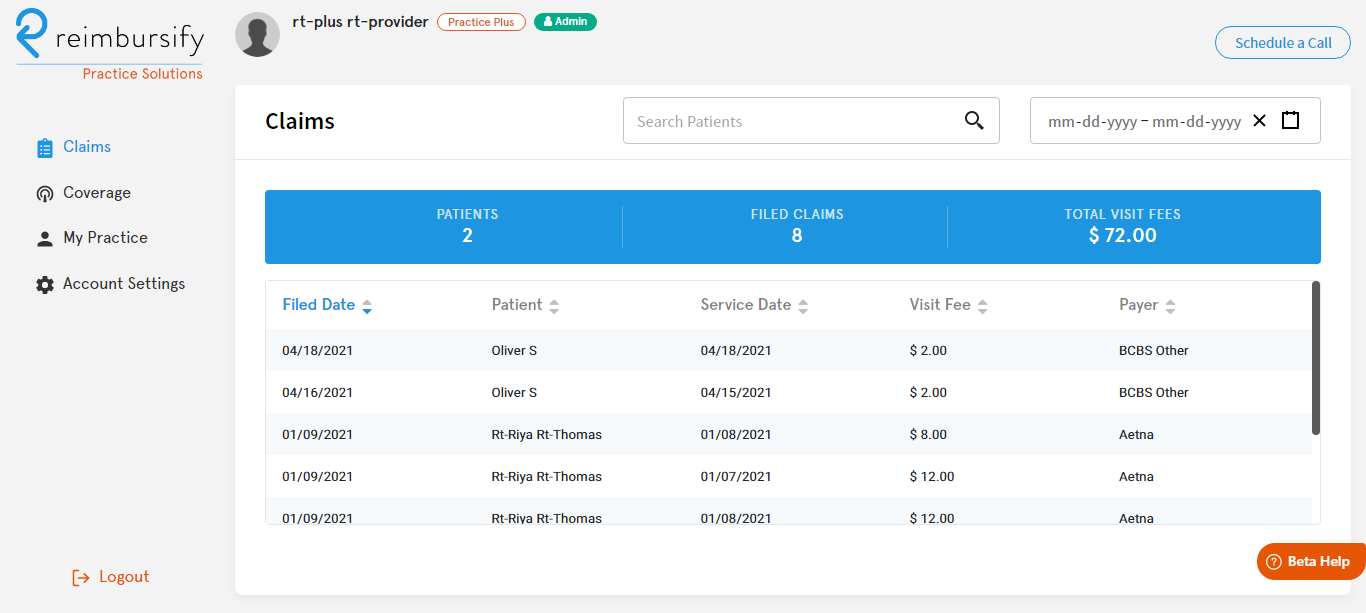 reimbursify
Practice Solutions
rt-plus rt-provider Practice Plus Admin
Schedule a Call
Claims
Coverage
My Practice
Account Settings
Logout
Claims
Search Patients
mm-dd-yyyy – mm-dd-yyyy
PATIENTS FILED CLAIMS TOTAL VISIT FEES
2 8 $ 72.00
Filed Date Patient Service Date Visit Fee Payer
04/18/2021 Oliver S 04/18/2021 $ 2.00 BCBS Other
04/16/2021 Oliver S 04/15/2021 $ 2.00 BCBS Other
01/09/2021 Rt-Riya Rt-Thomas 01/08/2021 $ 8.00 Aetna
01/09/2021 Rt-Riya Rt-Thomas 01/07/2021 $ 12.00 Aetna
01/09/2021 Rt-Riya Rt-Thomas 01/08/2021 $ 12.00 Aetna
Beta Help